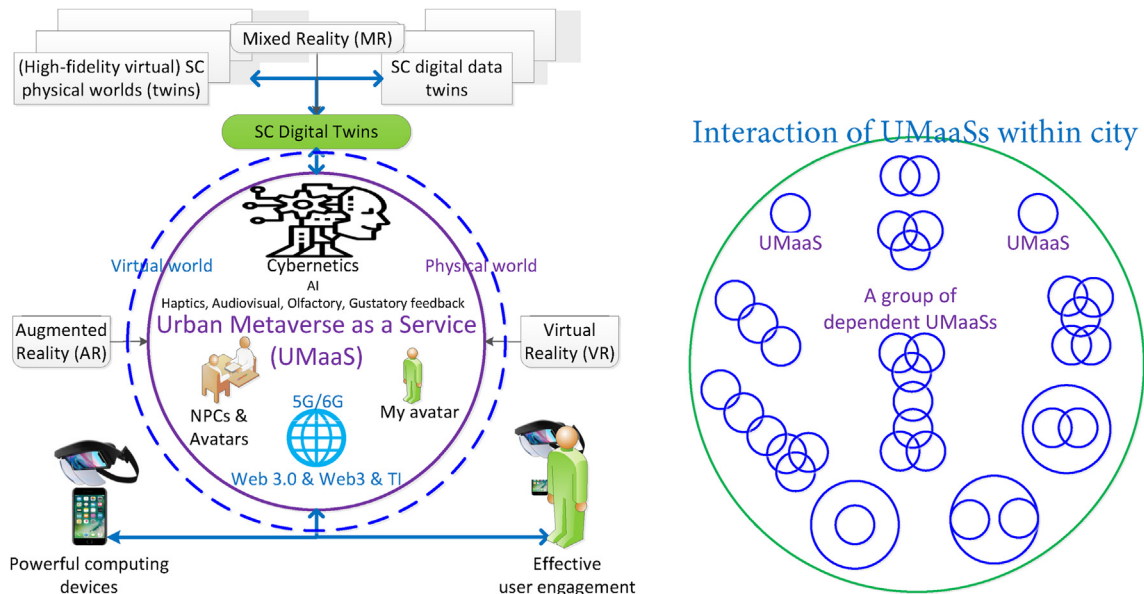 Mixed Reality (MR)
(High-fidelity virtual) SC
physical worlds (twins)
SC digital data
twins
SC Digital Twins
Virtual world
Physical world
Cybernetics
AI
Haptics, Audiovisual, Olfactory, Gustatory feedback
Urban Metaverse as a Service
(UMaaS)
Augmented
Reality (AR)
Virtual
Reality (VR)
NPCs &
Avatars
5G/6G
My avatar
Web 3.0 & Web3 & TI
Powerful computing
devices
Effective
user engagement
Interaction of UMaaSs within city
UMaaS
UMaaS
A group of
dependent UMaaSs